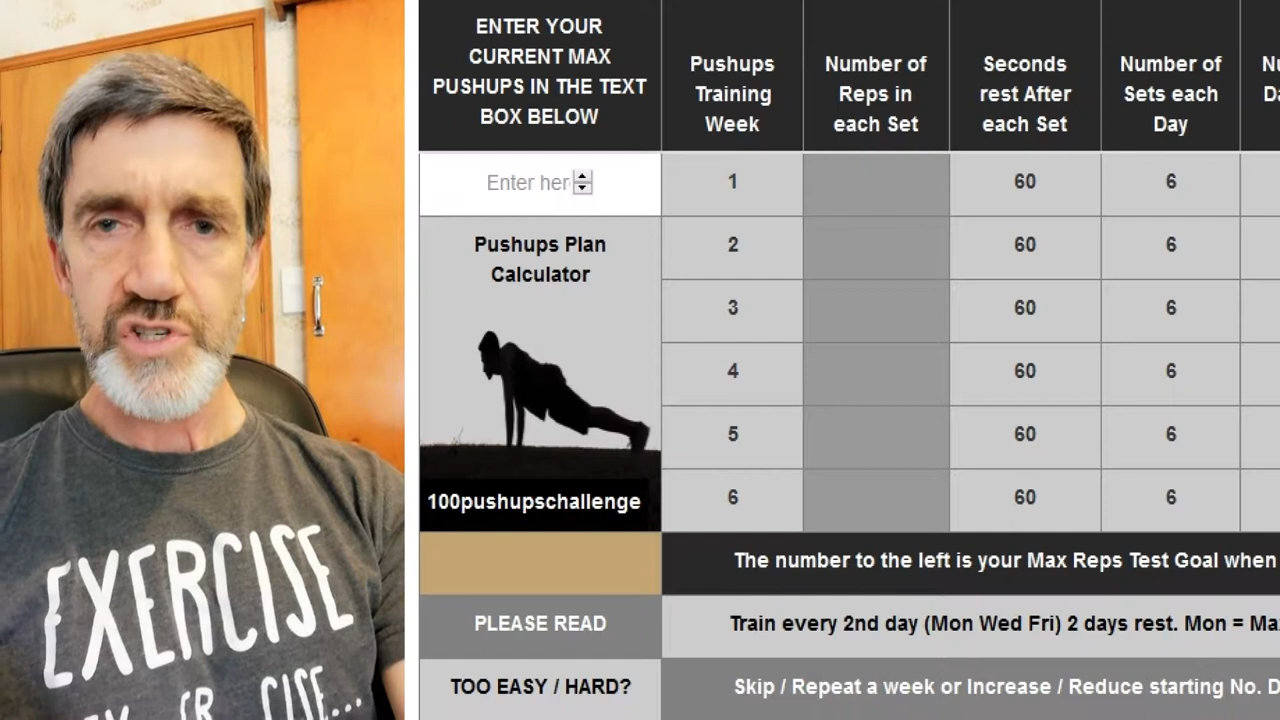 EXERCISE
ENTER YOUR
CURRENT MAX
PUSHUPS IN THE TEXT
BOX BELOW
Pushups
Training
Week
Number of
Reps in
each Set
Seconds
rest After
each Set
Number of
Sets each
Day
Enter her
1
60
6
Pushups Plan
Calculator
2
60
6
3
60
6
4
60
6
5
60
6
100pushupschallenge
6
60
6
The number to the left is your Max Reps Test Goal when
PLEASE READ
Train every 2nd day (Mon Wed Fri) 2 days rest. Mon = Ma
TOO EASY / HARD?
Skip / Repeat a week or Increase / Reduce starting No. D